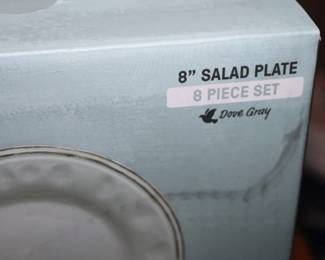 8” SALAD PLATE
8 PIECE SET
Dove Gray